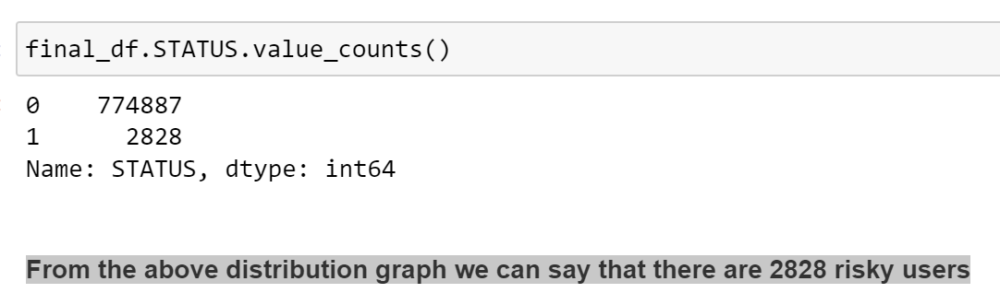 final_df.STATUS.value_counts()
0    774887
1      2828
Name: STATUS, dtype: int64
From the above distribution graph we can say that there are 2828 risky users